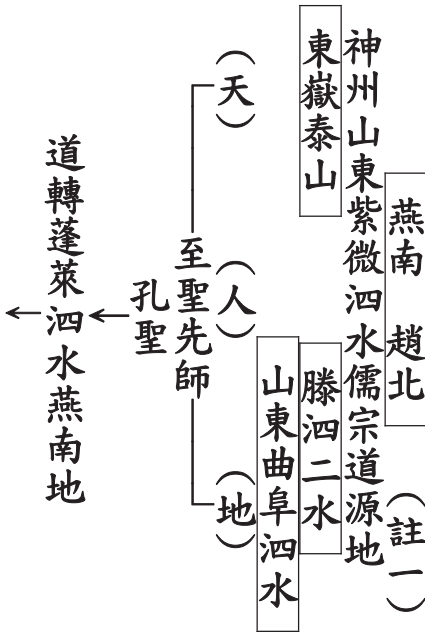 燕南 趙北 (註一)
神州山東紫微泗水儒宗道源地
東嶽泰山 滕泗二水
山東曲阜泗水
(天) (人) (地)
至聖先師
孔聖
道轉蓬萊泗水燕南地